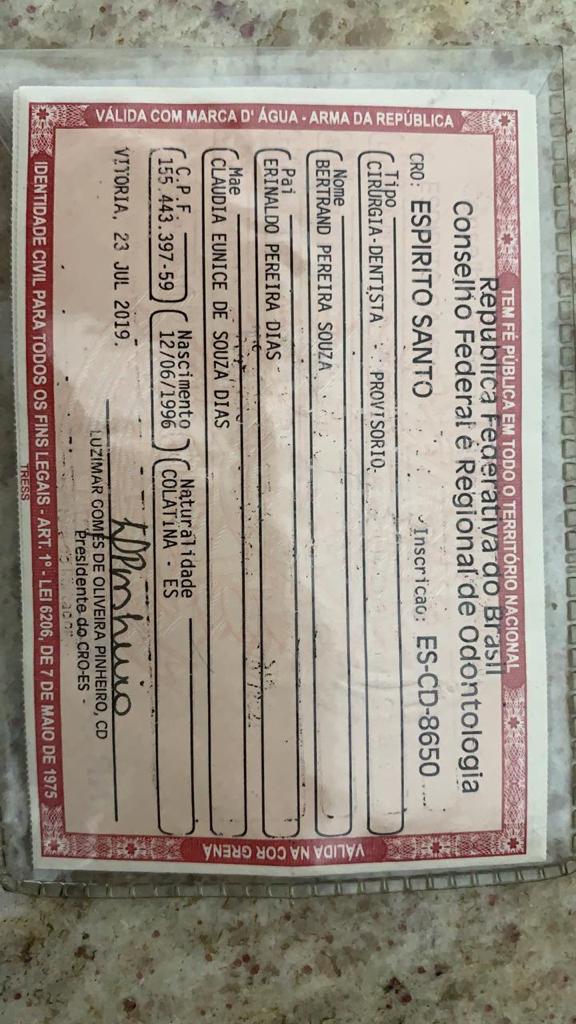 VÁLIDA COM MARCA D' ÁGUA - ARMA DA REPÚBLICA
TEM FÉ PÚBLICA EM TODO O TERRITÓRIO NACIONAL
República Federativa do Brasil
Conselho Federal e Regional de Odontologia
CRO: ESPIRITO SANTO Inscricao: ES-CD-8650
Tipo
CIRURGIA-DENTISTA - PROVISORIO
Nome
BERTRAND PEREIRA SOUZA
Pai
ERINALDO PEREIRA DIAS
Mae
CLAUDIA EUNICE DE SOUZA DIAS
C.P.F. Nascimento Naturalidade
155.443.397-59 12/06/1996 COLATINA - ES
VITORIA, 23 JUL 2019.
LUZIMAR GOMES DE OLIVEIRA PINHEIRO, CD
Presidente do CRO-ES
VÁLIDA NA COR GRENÁ
IDENTIDADE CIVIL PARA TODOS OS FINS LEGAIS - ART. 1º - LEI 6206, DE 7 DE MAIO DE 1975
TRESS